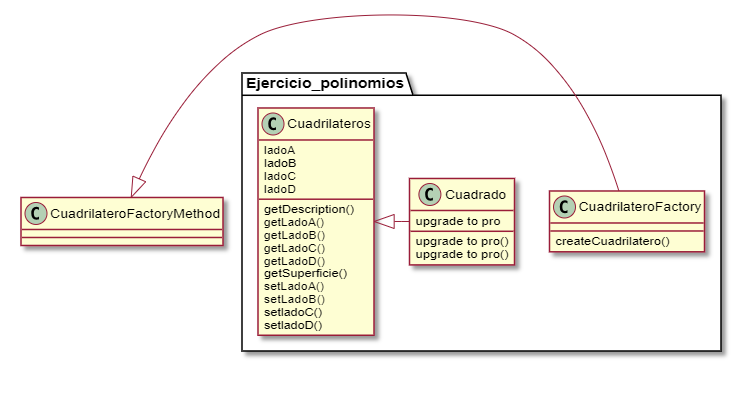 Ejercicio_polinomios
C Cuadrilateros
ladoA
ladoB
ladoC
ladoD
getDescription()
getLadoA()
getLadoB()
getLadoC()
getLadoD()
getSuperficie()
setLadoA()
setLadoB()
setladoC()
setladoD()
C Cuadrado
upgrade to pro
upgrade to pro()
upgrade to pro()
C CuadrilateroFactory
createCuadrilatero()
C CuadrilateroFactoryMethod